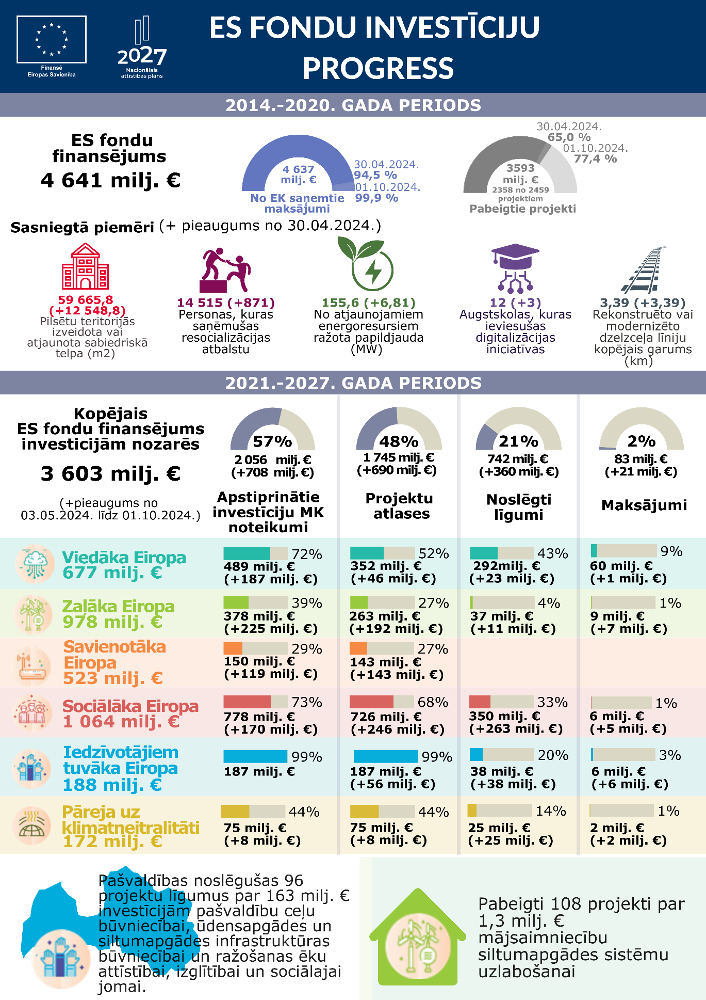 Finansē
Eiropas Savienība
2027
Nacionālais
attīstības plāns
ES FONDU INVESTĪCIJU
PROGRESS
2014.-2020. GADA PERIODS
ES fondu
finansējums
4 641 milj. €
4 637
milj. €
30.04.2024.
94,5 %
01.10.2024.
99,9 %
No EK saņemtie
maksājumi
30.04.2024.
65,0 %
01.10.2024.
77,4 %
3593
milj. €
2358 no 2459
projektiem
Pabeigtie projekti
Sasniegtā piemēri (+ pieaugums no 30.04.2024.)
59 665,8
(+12 548,8)
Pilsētu teritorijās
izveidota vai
atjaunota sabiedriskā
telpa (m2)
14 515 (+871)
Personas, kuras
saņēmušas
resocializācijas
atbalstu
155,6 (+6,81)
No atjaunojamiem
energoresursiem
ražota papildjauda
(MW)
12 (+3)
Augstskolas, kuras
ieviesušas
digitalizācijas
iniciatīvas
3,39 (+3,39)
Rekonstruēto vai
modernizēto
dzelzceļa līniju
kopējais garums
(km)
2021.-2027. GADA PERIODS
Kopējais
ES fondu finansējums
investīcijām nozarēs
3 603 milj. €
(+pieaugums no
03.05.2024. līdz 01.10.2024.)
57%
2 056 milj. €
(+708 milj. €)
Apstiprinātie
investīciju MK
noteikumi
48%
1 745 milj. €
(+690 milj. €)
Projektu
atlases
21%
742 milj. €
(+360 milj. €)
Noslēgti
līgumi
2%
83 milj. €
(+21 milj. €)
Maksājumi
Viedāka Eiropa
677 milj. €
72%
489 milj. €
(+187 milj. €)
52%
352 milj. €
(+46 milj. €)
43%
292milj. €
(+23 milj. €)
9%
60 milj. €
(+1 milj. €)
Zaļāka Eiropa
978 milj. €
39%
378 milj. €
(+225 milj. €)
27%
263 milj. €
(+192 milj. €)
4%
37 milj. €
(+11 milj. €)
1%
9 milj. €
(+7 milj. €)
Savienotāka
Eiropa
523 milj. €
29%
150 milj. €
(+119 milj. €)
27%
143 milj. €
(+143 milj. €)
Sociālāka Eiropa
1 064 milj. €
73%
778 milj. €
(+170 milj. €)
68%
726 milj. €
(+246 milj. €)
33%
350 milj. €
(+263 milj. €)
1%
6 milj. €
(+5 milj. €)
Iedzīvotājiem
tuvāka Eiropa
188 milj. €
99%
187 milj. €
99%
187 milj. €
(+56 milj. €)
20%
38 milj. €
(+38 milj. €)
3%
6 milj. €
(+6 milj. €)
Pāreja uz
klimatneitralitāti
172 milj. €
44%
75 milj. €
(+8 milj. €)
44%
75 milj. €
(+8 milj. €)
14%
25 milj. €
(+25 milj. €)
1%
2 milj. €
(+2 milj. €)
Pašvaldības noslēgušas 96
projektu līgumus par 163 milj. €
investīcijām pašvaldību ceļu
būvniecībai, ūdensapgādes un
siltumapgādes infrastruktūras
būvniecībai un ražošanas ēku
attīstībai, izglītībai un sociālajai
jomai.
Pabeigti 108 projekti par
1,3 milj. €
mājsaimniecību
siltumapgādes sistēmu
uzlabošanai